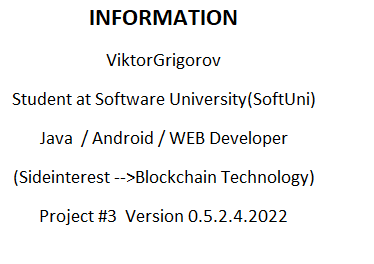 INFORMATION
ViktorGrigorov
Student at Software University(SoftUni)
Java  / Android / WEB Developer
(Sideinterest -->Blockchain Technology)
Project #3  Version 0.5.2.4.2022